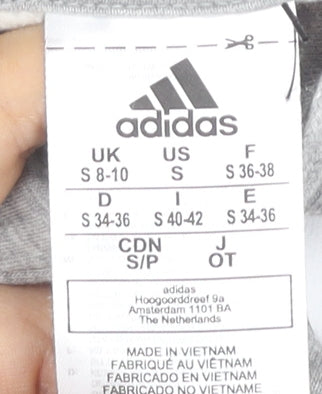 adidas
UK US F
S 8-10 S S 36-38
D I E
S 34-36 S 40-42 S 34-36
CDN J
S/P OT
adidas
Hoogoorddreef 9a
Amsterdam 1101 BA
The Netherlands
MADE IN VIETNAM
FABRIQUÉ AU VIÊTNAM
FABRICADO EN VIETNAM
FABRICADO NO VIETNAME